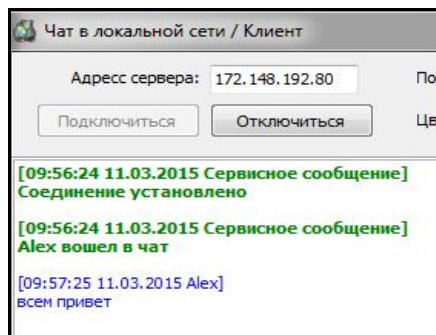 Чат в локальной сети / Клиент
Адресс сервера: 172.148.192.80 По
Подключиться Отключиться Цв
[09:56:24 11.03.2015 Сервисное сообщение]
Соединение установлено
[09:56:24 11.03.2015 Сервисное сообщение]
Alex вошел в чат
[09:57:25 11.03.2015 Alex]
всем привет